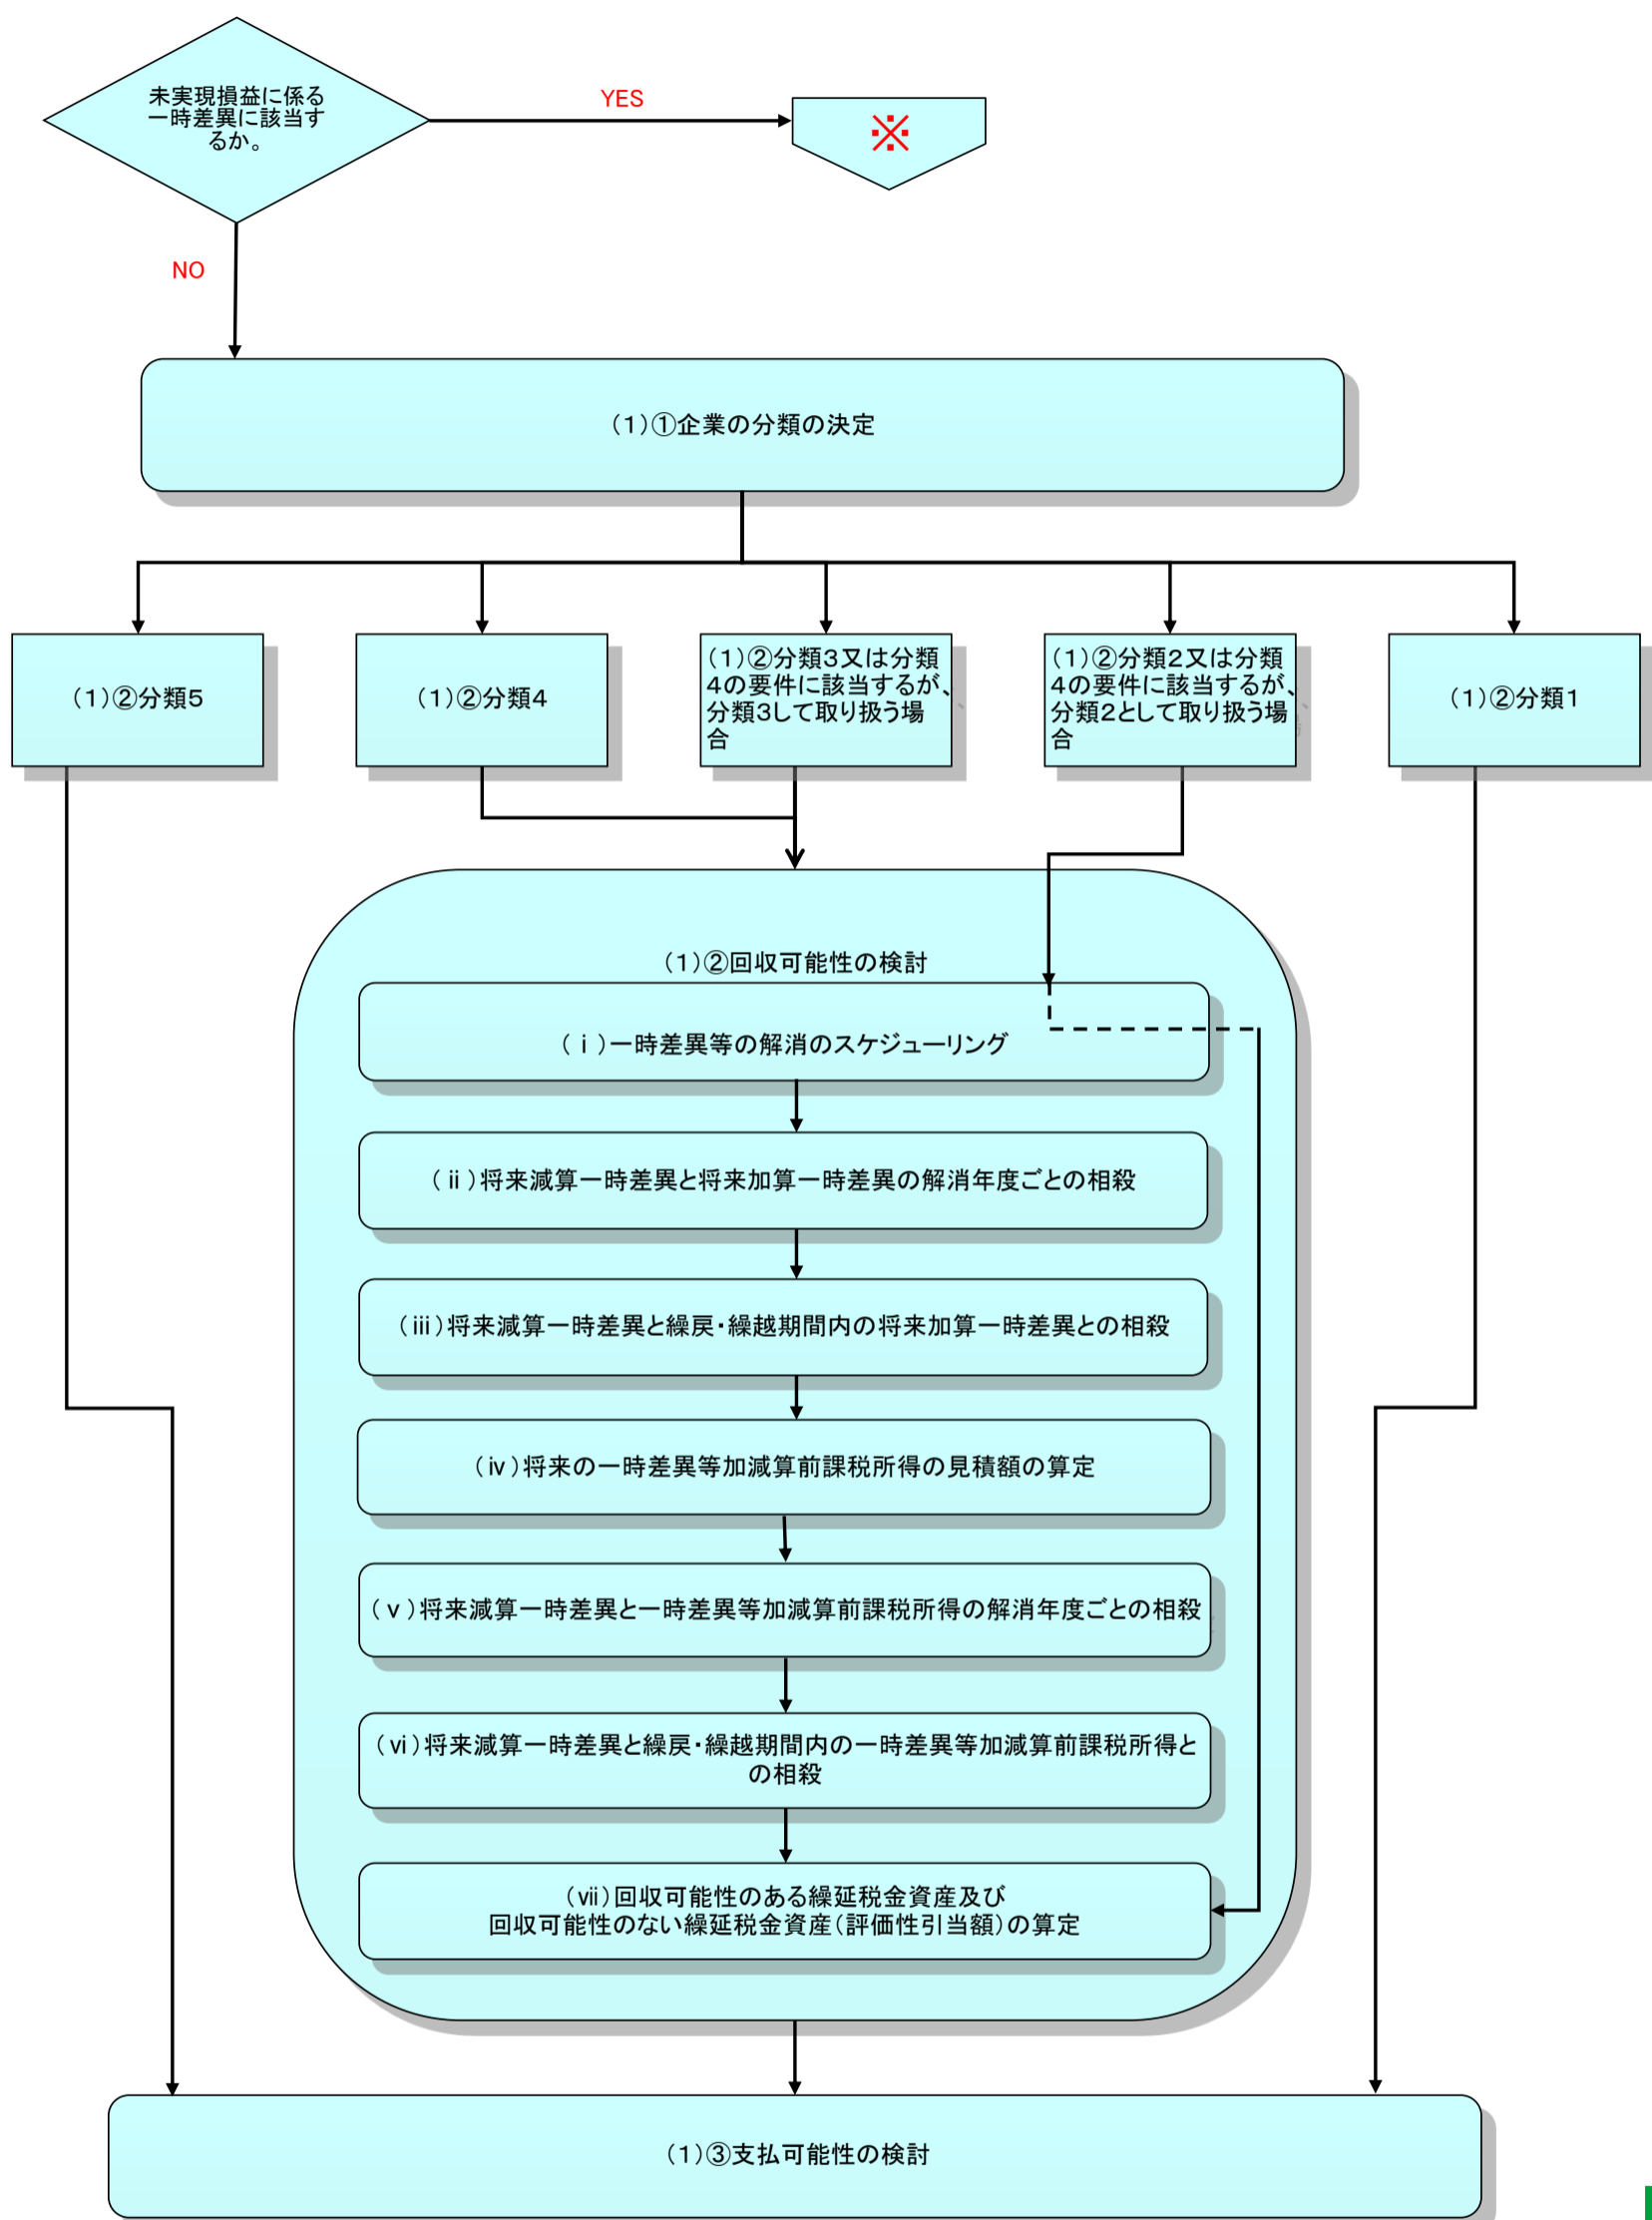 未実現損益に係る
一時差異に該当す
るか。
YES
※
NO
(1)①企業の分類の決定
(1)②分類5
(1)②分類4
(1)②分類3又は分類
4の要件に該当するが、
分類3して取り扱う場
合
(1)②分類2又は分類
4の要件に該当するが、
分類2として取り扱う場
合
(1)②分類1
(1)②回収可能性の検討
(ⅰ)一時差異等の解消のスケジューリング
(ⅱ)将来減算一時差異と将来加算一時差異の解消年度ごとの相殺
(ⅲ)将来減算一時差異と繰戻・繰越期間内の将来加算一時差異との相殺
(ⅳ)将来の一時差異等加減算前課税所得の見積額の算定
(ⅴ)将来減算一時差異と一時差異等加減算前課税所得の解消年度ごとの相殺
(ⅵ)将来減算一時差異と繰戻・繰越期間内の一時差異等加減算前課税所得と
の相殺
(ⅶ)回収可能性のある繰延税金資産及び
回収可能性のない繰延税金資産(評価性引当額)の算定
(1)③支払可能性の検討